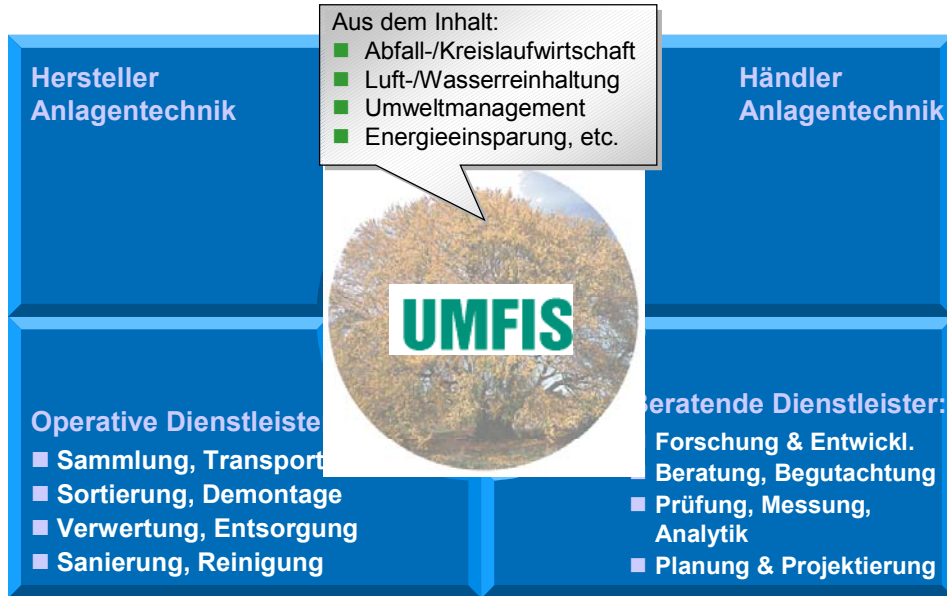 Aus dem Inhalt:
Abfall-/Kreislaufwirtschaft
Luft-/Wasserreinhaltung
Umweltmanagement
Energieeinsparung, etc.
Hersteller
Anlagentechnik
Händler
Anlagentechnik
UMFIS
Operative Dienstleiste
Sammlung, Transport
Sortierung, Demontage
Verwertung, Entsorgung
Sanierung, Reinigung
Beratende Dienstleister:
Forschung & Entwickl.
Beratung, Begutachtung
Prüfung, Messung,
Analytik
Planung & Projektierung